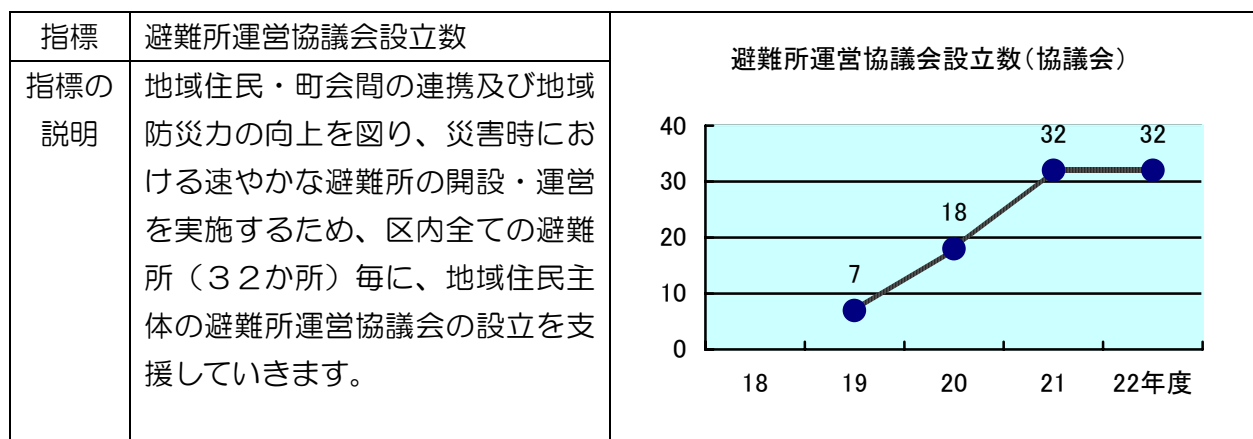 指標
避難所運営協議会設立数
指標の
説明
地域住民・町会間の連携及び地域
防災力の向上を図り、災害時にお
ける速やかな避難所の開設・運営
を実施するため、区内全ての避難
所（３２か所）毎に、地域住民主
体の避難所運営協議会の設立を支
援していきます。
避難所運営協議会設立数（協議会）
40
30
20
10
0
7
18
32
32
18
19
20
21
22年度